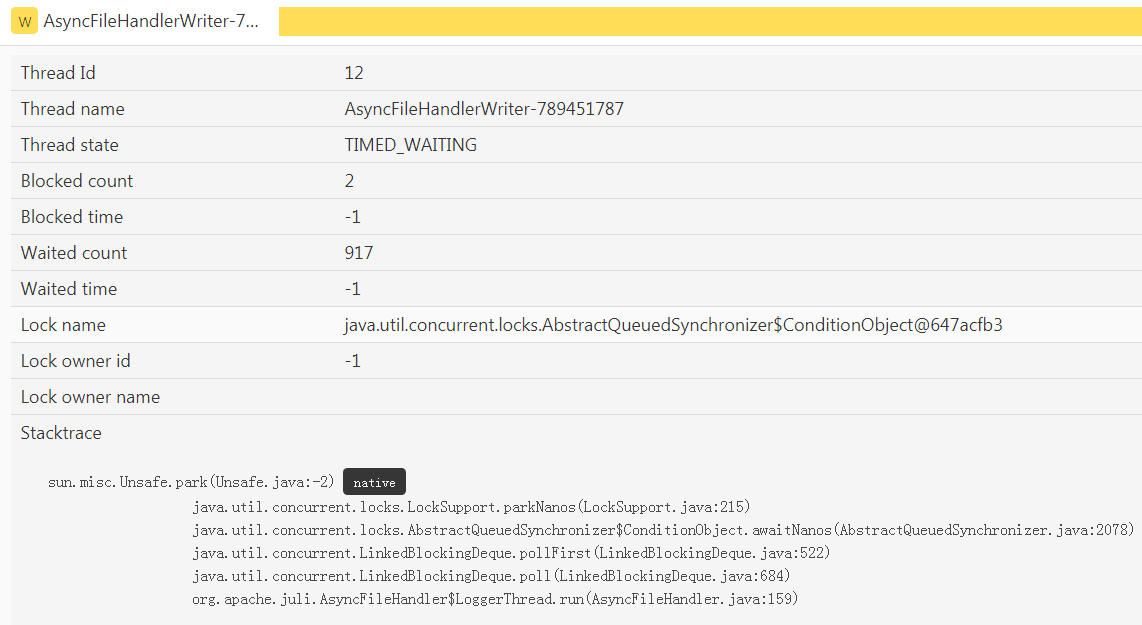 W AsyncFileHandlerWriter-7...
Thread Id 12
Thread name AsyncFileHandlerWriter-789451787
Thread state TIMED_WAITING
Blocked count 2
Blocked time -1
Waited count 917
Waited time -1
Lock name java.util.concurrent.locks.AbstractQueuedSynchronizer$ConditionObject@647acfb3
Lock owner id -1
Lock owner name
Stacktrace
sun.misc.Unsafe.park(Unsafe.java:-2) native
java.util.concurrent.locks.LockSupport.parkNanos(LockSupport.java:215)
java.util.concurrent.locks.AbstractQueuedSynchronizer$ConditionObject.awaitNanos(AbstractQueuedSynchronizer.java:2078)
java.util.concurrent.LinkedBlockingDeque.pollFirst(LinkedBlockingDeque.java:522)
java.util.concurrent.LinkedBlockingDeque.poll(LinkedBlockingDeque.java:684)
org.apache.juli.AsyncFileHandler$LoggerThread.run(AsyncFileHandler.java:159)